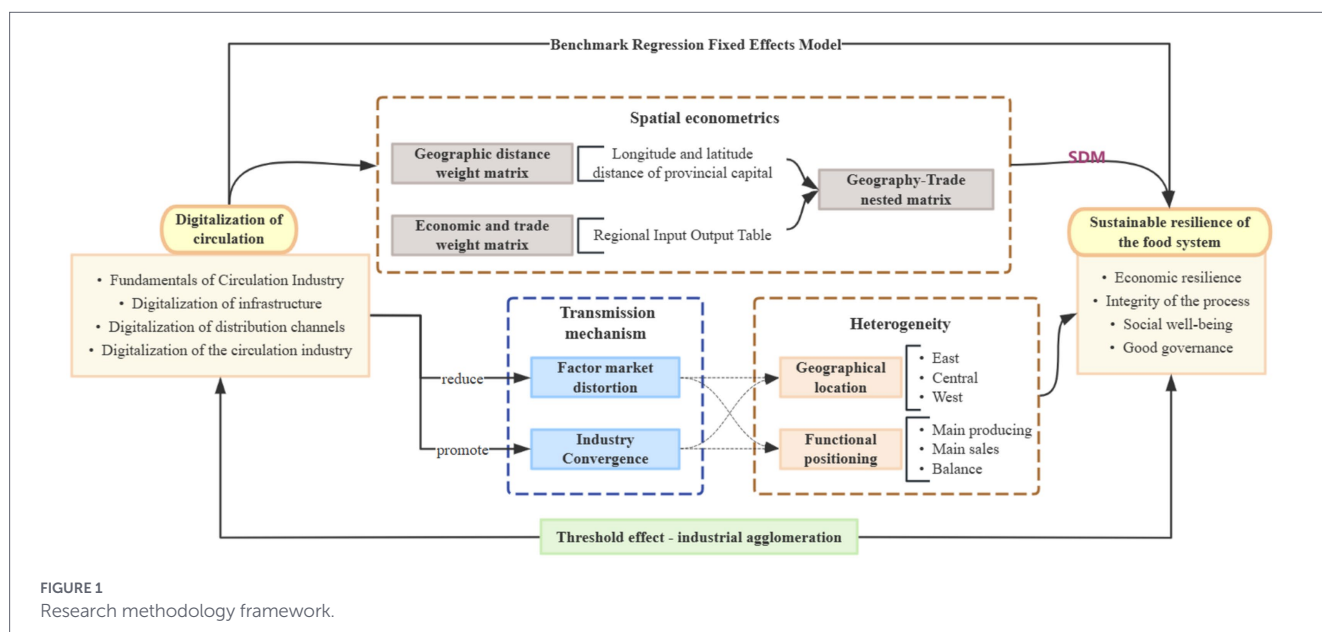 Benchmark Regression Fixed Effects Model
Spatial econometrics
Geographic distance
weight matrix
Longitude and latitude
distance of provincial capital
Geography-Trade
nested matrix
Economic and trade
weight matrix
Regional Input Output Table
SDM
Digitalization of
circulation
• Fundamentals of Circulation Industry
• Digitalization of infrastructure
• Digitalization of distribution channels
• Digitalization of the circulation industry
Sustainable resilience of
the food system
• Economic resilience
• Integrity of the process
• Social well-being
• Good governance
reduce
promote
Transmission
mechanism
Factor market
distortion
Industry
Convergence
Heterogeneity
Geographical
location
• East
• Central
• West
Functional
positioning
• Main producing
• Main sales
• Balance
Threshold effect - industrial agglomeration
FIGURE 1
Research methodology framework.